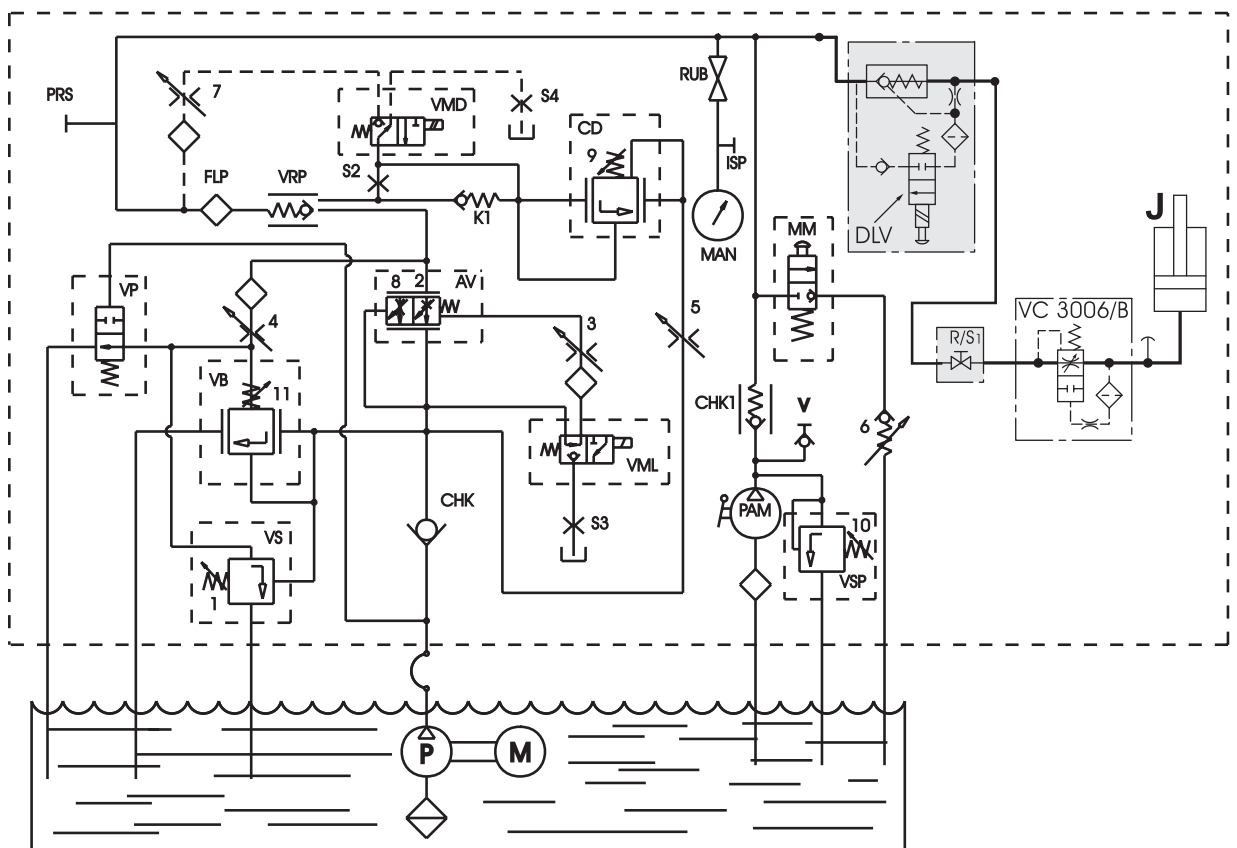 PRS
7
VMD
S4
RUB
CD
9
ISP
S2
FLP
VRP
K1
MAN
DLV
J
MM
VP
8 2 AV
VC 3006/B
4
3
5
R/S1
VB
11
CHK1
V
6
VML
CHK
PAM
S3
10
VS
VSP
1
P
M